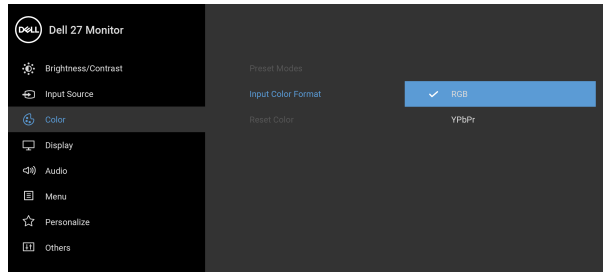 DELL Dell 27 Monitor
Brightness/Contrast
Preset Modes
Input Source
Input Color Format
RGB
Color
Reset Color
YPbPr
Display
Audio
Menu
Personalize
Others